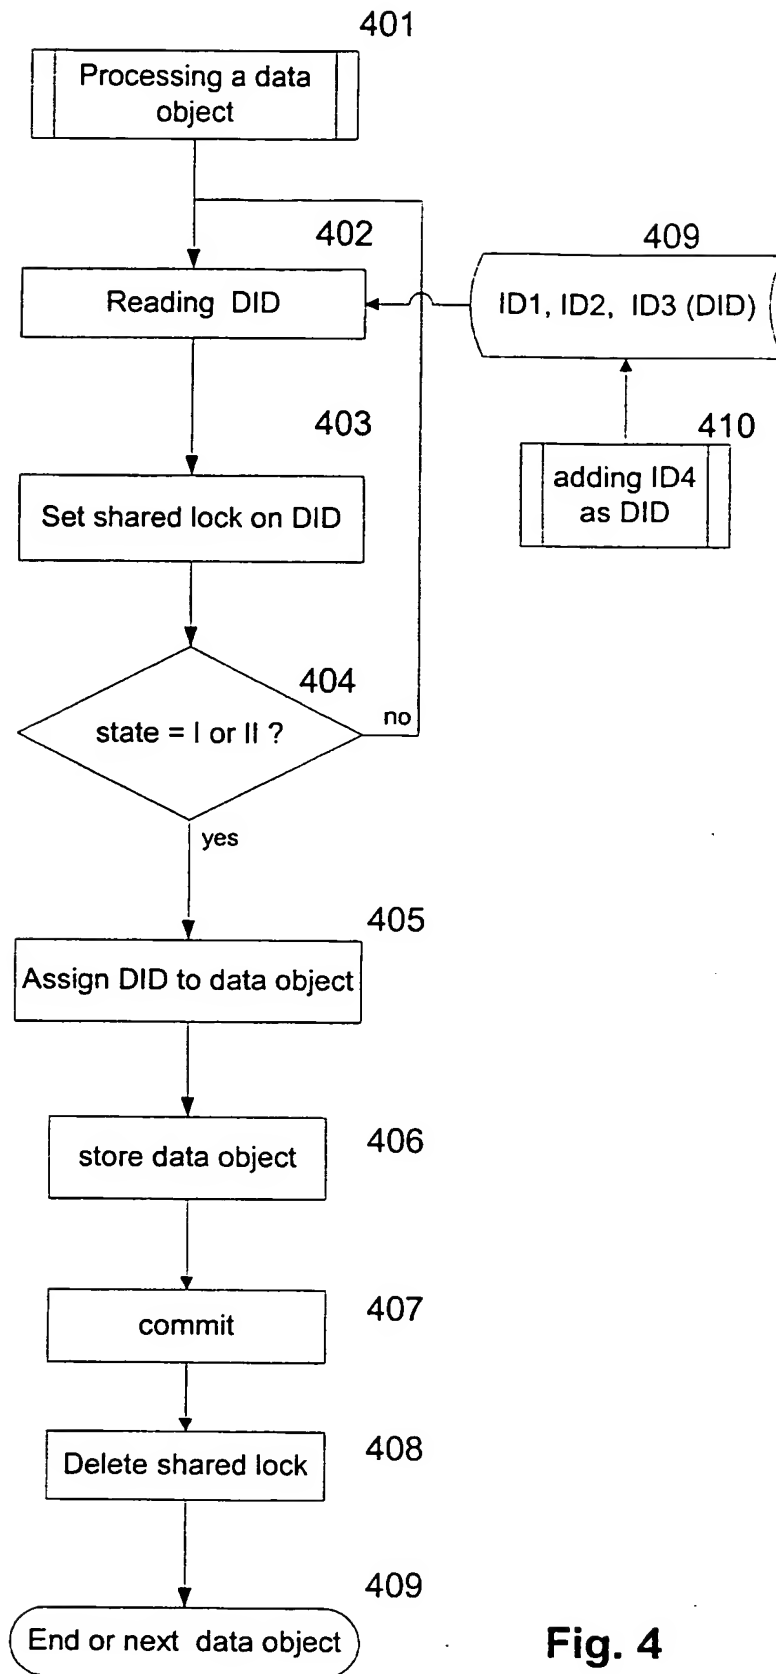 401
Processing a data
object
402
Reading DID
409
ID1, ID2, ID3 (DID)
403
Set shared lock on DID
410
adding ID4
as DID
404
state = I or II ?
no
yes
405
Assign DID to data object
406
store data object
407
commit
408
Delete shared lock
409
End or next data object
Fig. 4